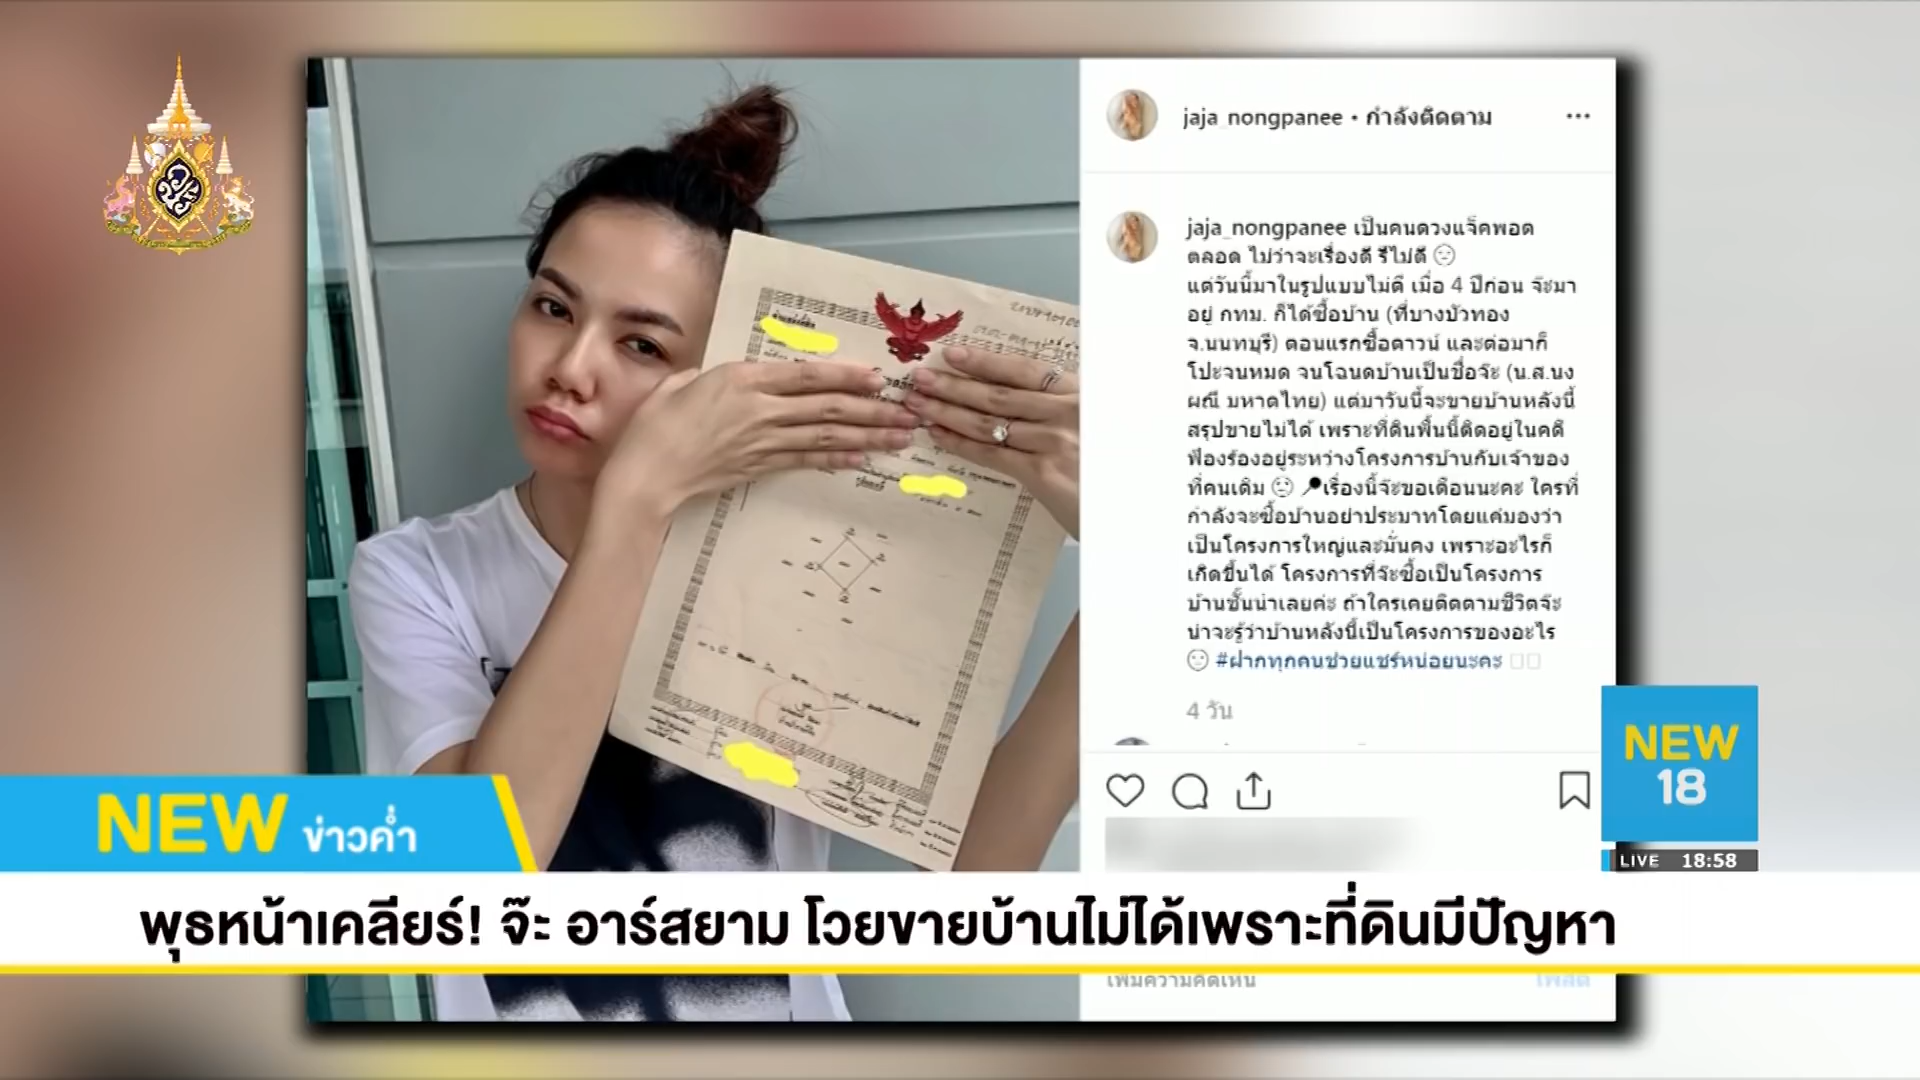 jaja_nongpanee • กำลังติดตาม
jaja_nongpanee เป็นคนดวงแจ็คพอต
ตลอด ไม่ว่าจะเรื่องดี รึไม่ดี
แต่วันนี้มาในรูปแบบไม่ดี เมื่อ 4 ปีก่อน จ๊ะมา
อยู่ กทม. ก็ได้ซื้อบ้าน (ที่บางบัวทอง
จ.นนทบุรี) ตอนแรกซื้อดาวน์ และต่อมาก็
โปะจนหมด จนโฉนดบ้านเป็นชื่อจ๊ะ (น.ส.นง
ผณี มหาดไทย) แต่มาวันนี้จะขายบ้านหลังนี้
สรุปขายไม่ได้ เพราะที่ดินพื้นนี้ติดอยู่ในคดี
ฟ้องร้องอยู่ระหว่างโครงการบ้านกับเจ้าของ
ที่คนเดิม เรื่องนี้จ๊ะขอเตือนนะคะ ใครที่
กำลังจะซื้อบ้านอย่าประมาทโดยแค่มองว่า
เป็นโครงการใหญ่และมั่นคง เพราะอะไรก็
เกิดขึ้นได้ โครงการที่จ๊ะซื้อเป็นโครงการ
บ้านชั้นนำเลยค่ะ ถ้าใครเคยติดตามชีวิตจ๊ะ
น่าจะรู้ว่าบ้านหลังนี้เป็นโครงการของอะไร
#ฝากทุกคนช่วยแชร์หน่อยนะคะ
4 วัน
NEW
18
LIVE 18:58
NEW ข่าวค่ำ
พุธหน้าเคลียร์! จ๊ะ อาร์สยาม โวยขายบ้านไม่ได้เพราะที่ดินมีปัญหา
เพิ่มความคิดเห็น
โพสต์